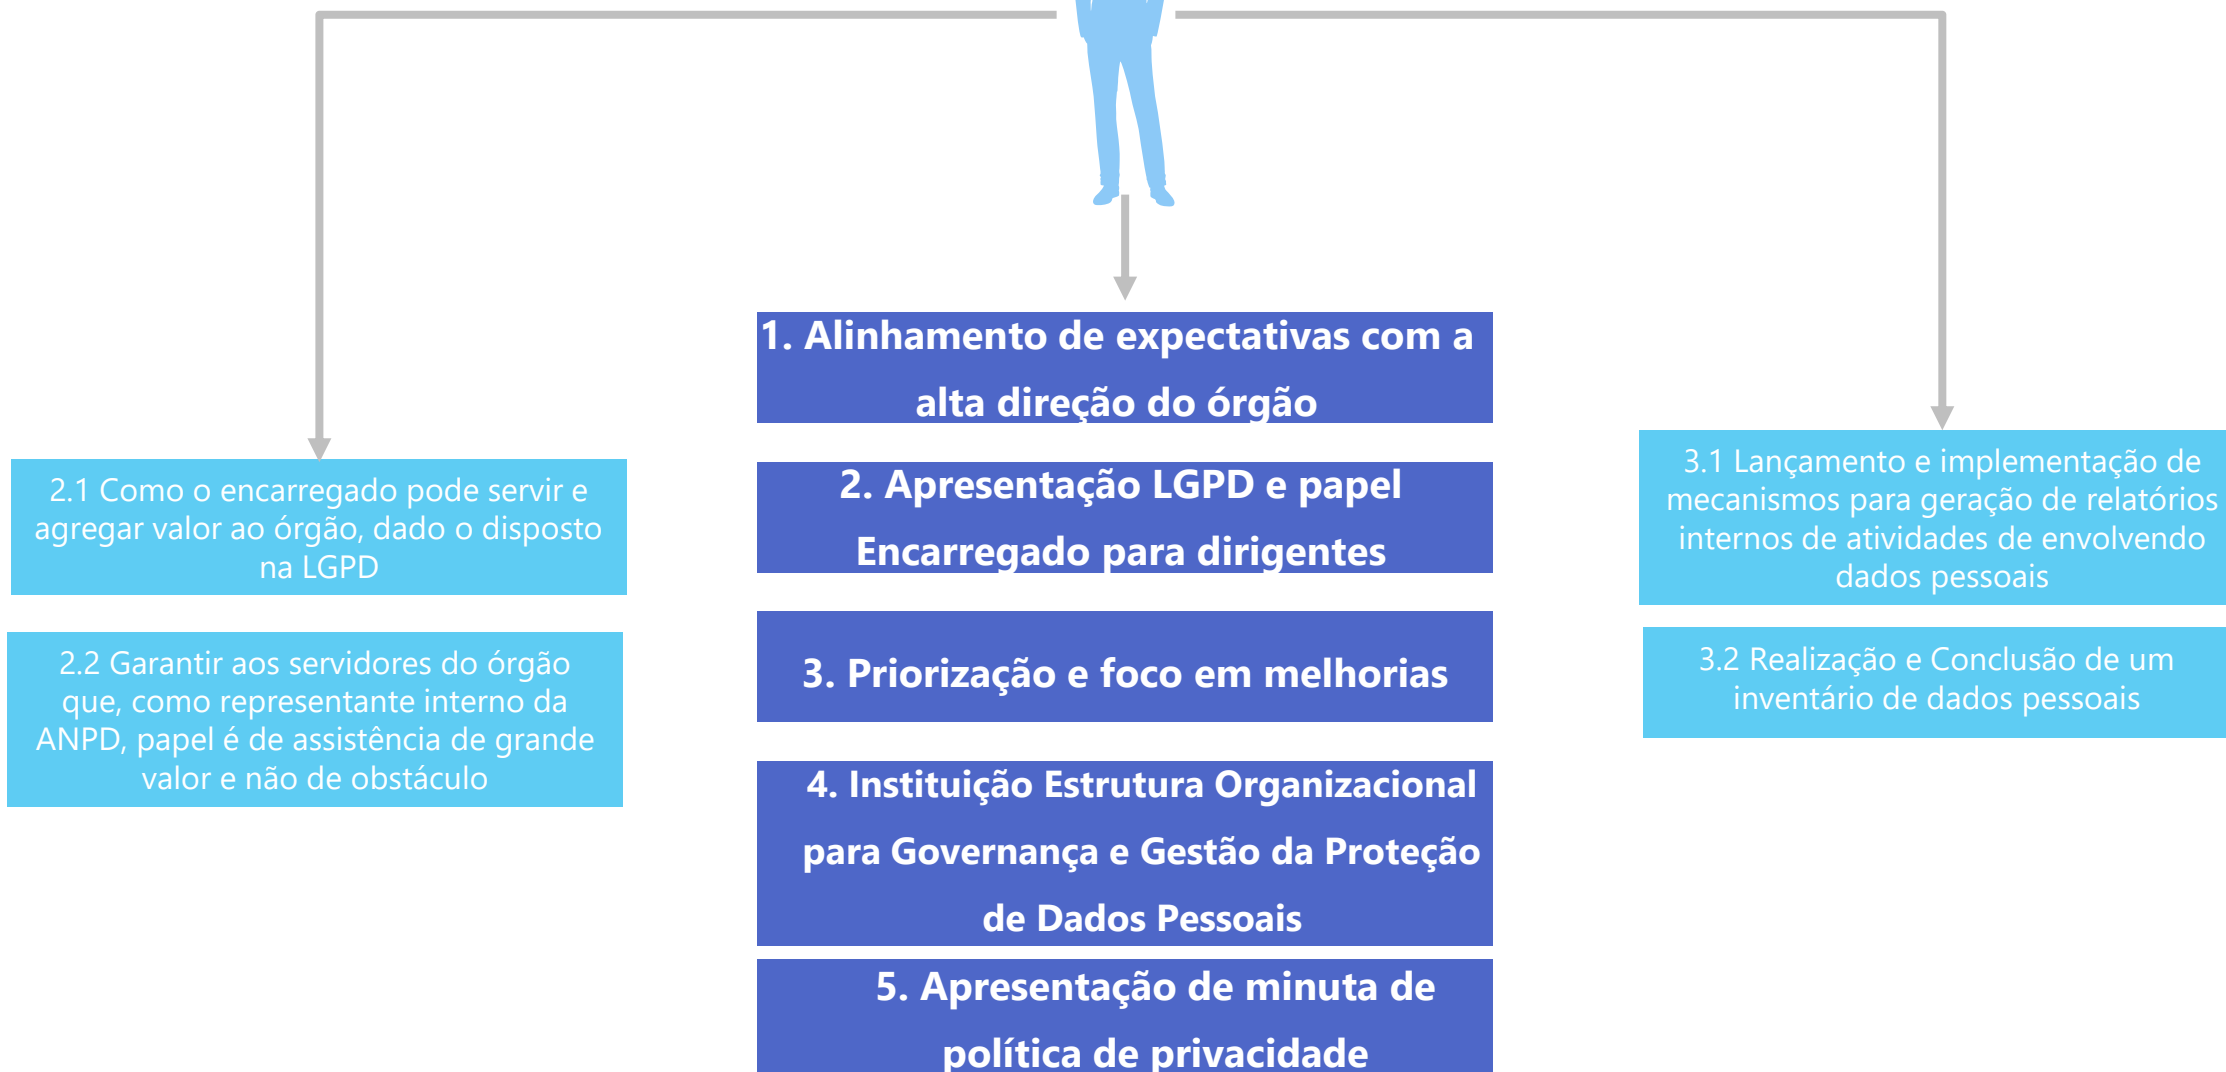 1. Alinhamento de expectativas com a
alta direção do órgão
2. Apresentação LGPD e papel
Encarregado para dirigentes
3. Priorização e foco em melhorias
4. Instituição Estrutura Organizacional
para Governança e Gestão da Proteção
de Dados Pessoais
5. Apresentação de minuta de
política de privacidade
2.1 Como o encarregado pode servir e
agregar valor ao órgão, dado o disposto
na LGPD
2.2 Garantir aos servidores do órgão
que, como representante interno da
ANPD, papel é de assistência de grande
valor e não de obstáculo
3.1 Lançamento e implementação de
mecanismos para geração de relatórios
internos de atividades de envolvendo
dados pessoais
3.2 Realização e Conclusão de um
inventário de dados pessoais